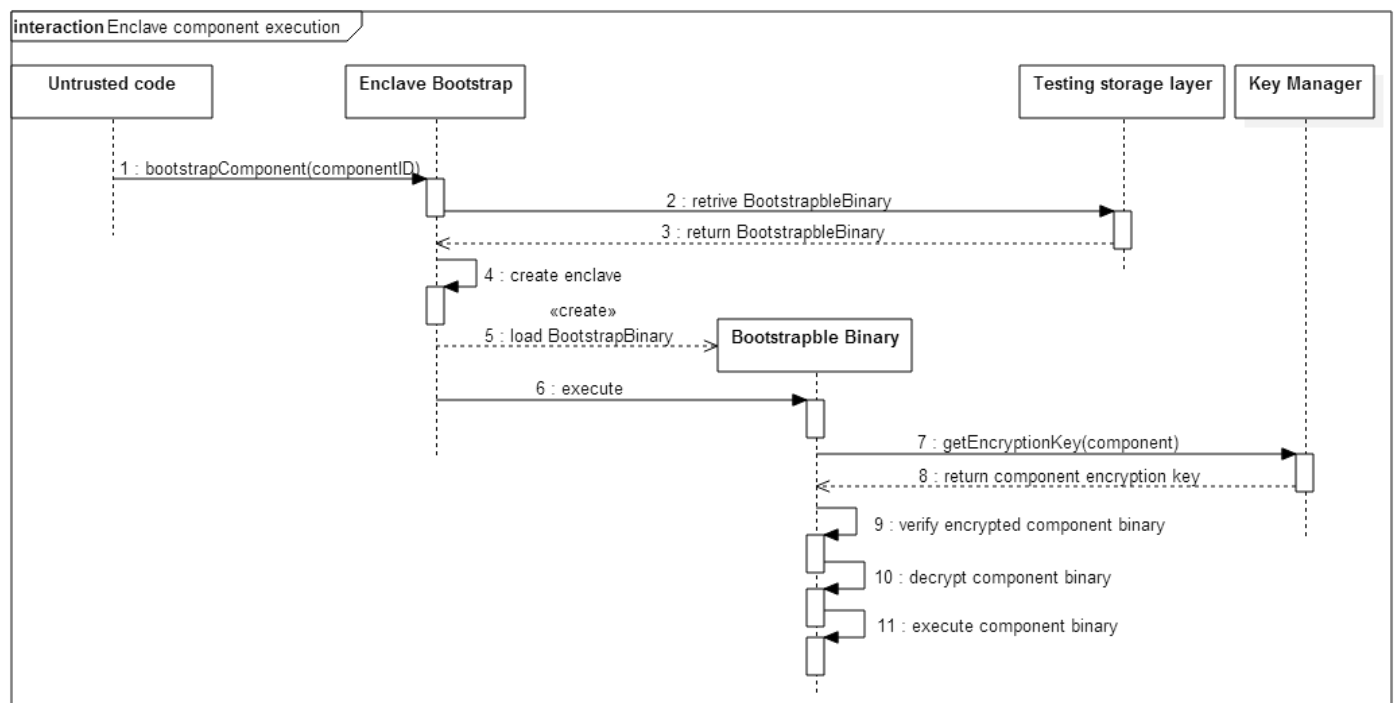 interaction Enclave component execution
Untrusted code
Enclave Bootstrap
Testing storage layer
Key Manager
1 : bootstrapComponent(componentID)
2 : retrive BootstrapbleBinary
3 : return BootstrapbleBinary
4 : create enclave
«create»
5 : load BootstrapBinary
Bootstrapble Binary
6 : execute
7 : getEncryptionKey(component)
8 : return component encryption key
9 : verify encrypted component binary
10 : decrypt component binary
11 : execute component binary